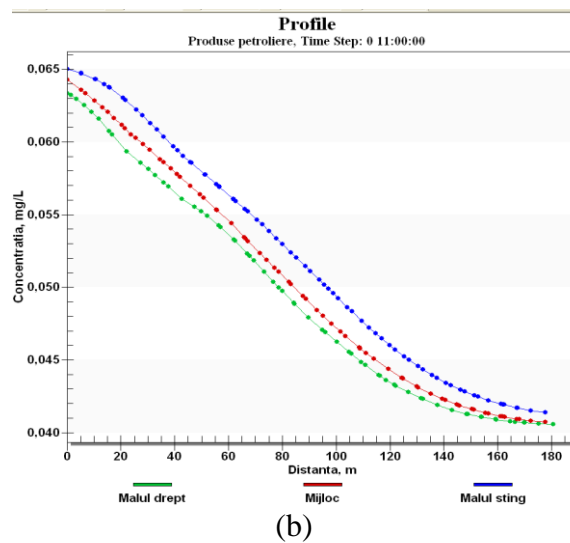 Profile
Produse petroliere, Time Step: 0 11:00:00
Concentratia, mg/L
0.065
0.060
0.055
0.050
0.045
0.040
0 20 40 60 80 100 120 140 160 180
Distanta, m
Malul drept Mijloc Malul sting
(b)